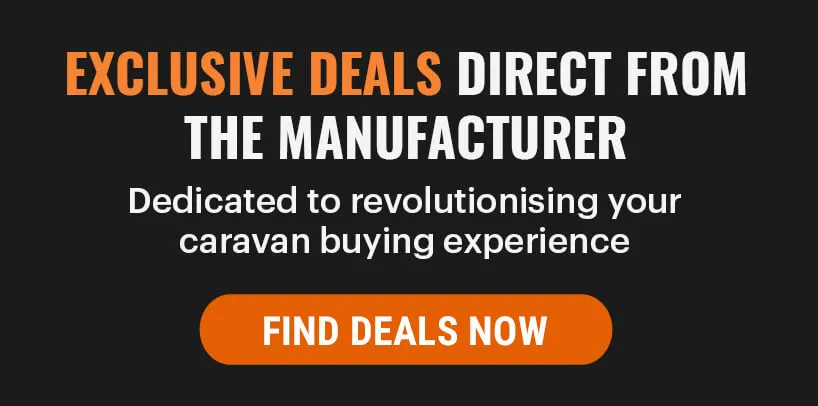 EXCLUSIVE DEALS DIRECT FROM
THE MANUFACTURER
Dedicated to revolutionising your
caravan buying experience
FIND DEALS NOW